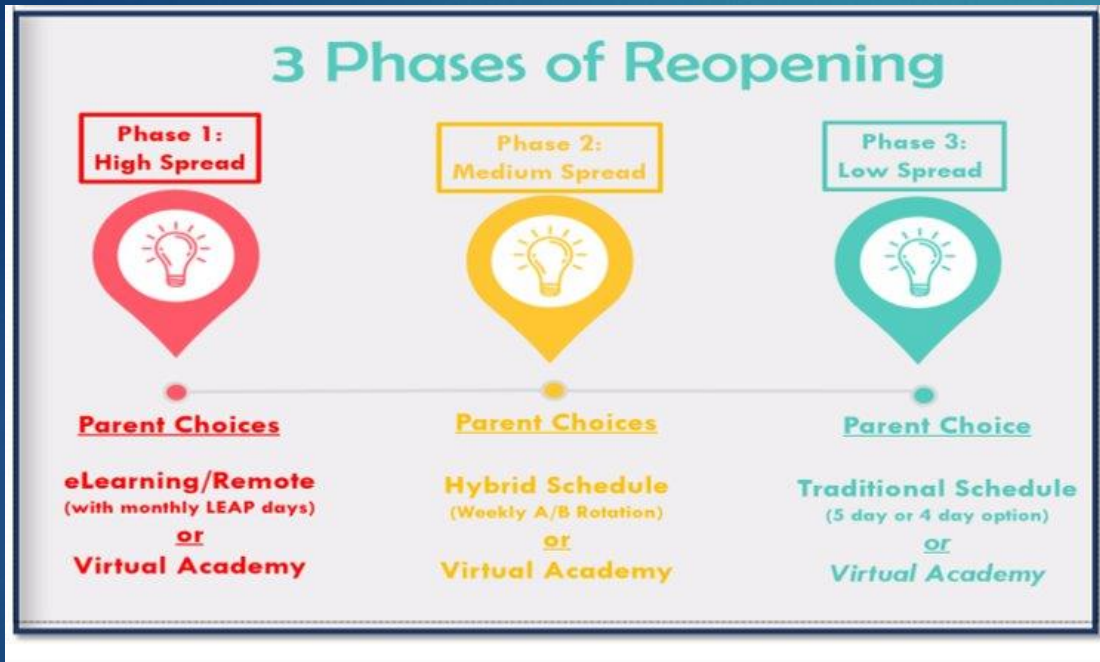 3 Phases of Reopening
Phase 1:
High Spread
Phase 2:
Medium Spread
Phase 3:
Low Spread
Parent Choices
eLearning/Remote
(with monthly LEAP days)
or
Virtual Academy
Parent Choices
Hybrid Schedule
(Weekly A/B Rotation)
or
Virtual Academy
Parent Choice
Traditional Schedule
(5 day or 4 day option)
or
Virtual Academy